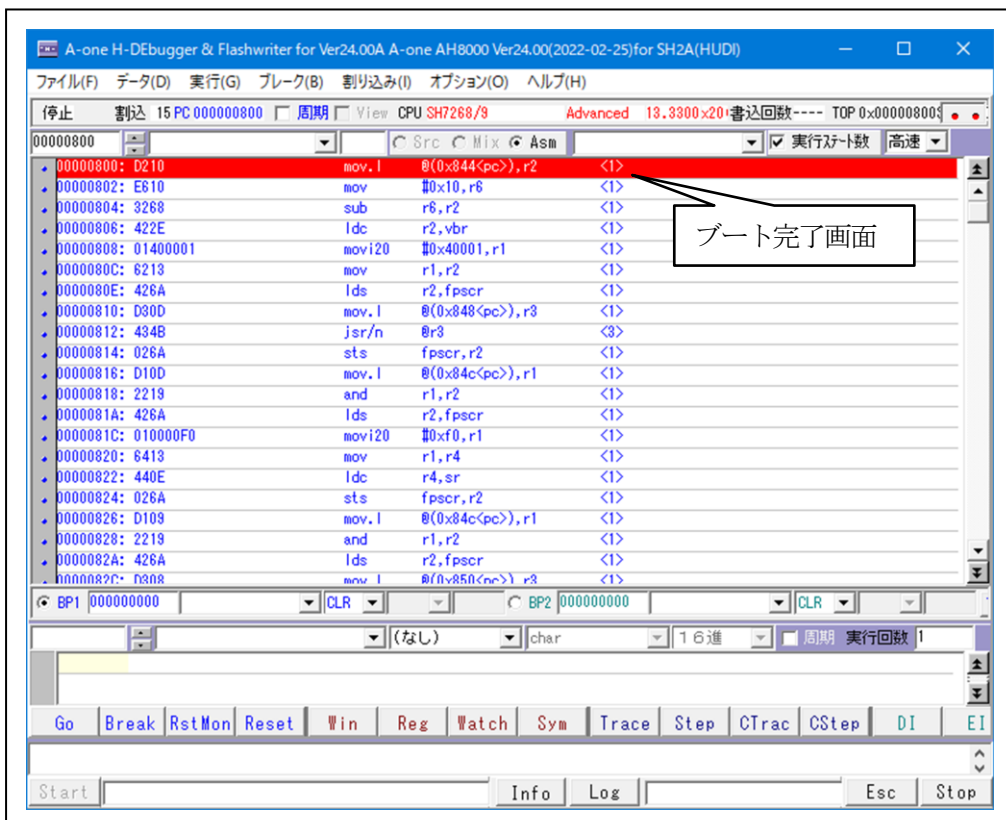 A-one H-DEbugger & Flashwriter for Ver24.00A A-one AH8000 Ver24.00(2022-02-25)for SH2A(HUDI)
ファイル(F) データ(D) 実行(G) ブレーク(B) 割り込み(I) オプション(O) ヘルプ(H)
停止 割込 15 PC 000000800 周期 View CPU SH7268/9 Advanced 13.3300x20 書込回数---- TOP 0x00000800
00000800 Src Mix Asm 実行ステート数 高速
00000800: D210 mov.l @(0x844<pc>),r2 <1>
00000802: E610 mov #0x10,r6 <1>
00000804: 3268 sub r6,r2 <1>
00000806: 422E ldc r2,vbr <1>
00000808: 01400001 movi20 #0x40001,r1 <1>
0000080C: 6213 mov r1,r2 <1>
0000080E: 426A lds r2,fpscr <1>
00000810: D30D mov.l @(0x848<pc>),r3 <1>
00000812: 434B jsr/n @r3 <3>
00000814: 026A sts fpscr,r2 <1>
00000816: D10D mov.l @(0x84c<pc>),r1 <1>
00000818: 2219 and r1,r2 <1>
0000081A: 426A lds r2,fpscr <1>
0000081C: 010000F0 movi20 #0xf0,r1 <1>
00000820: 6413 mov r1,r4 <1>
00000822: 440E ldc r4,sr <1>
00000824: 026A sts fpscr,r2 <1>
00000826: D109 mov.l @(0x84c<pc>),r1 <1>
00000828: 2219 and r1,r2 <1>
0000082A: 426A lds r2,fpscr <1>
0000082C: D308 mov.l @(0x850<pc>),r3 <1>
ブート完了画面
BP1 000000000 CLR BP2 000000000 CLR
(なし) char 16進 周期 実行回数 1
Go Break RstMon Reset Win Reg Watch Sym Trace Step CTrac CStep DI EI
Start Info Log Esc Stop